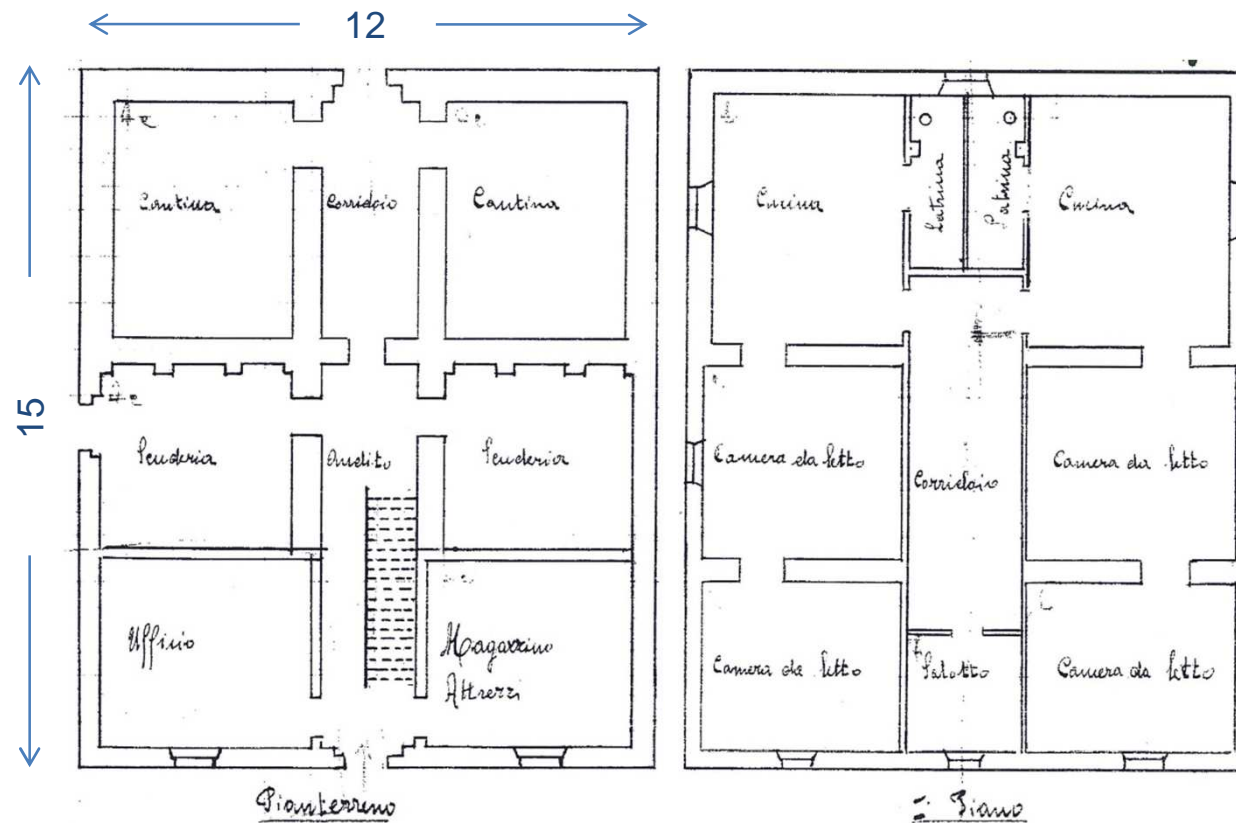 12
15
Cantina
Corridoio
Cantina
Scuderia
Andito
Scuderia
Ufficio
Magazzino
Attrezzi
Pianterreno
Cucina
Latrina
Latrina
Cucina
Camera da letto
Corridoio
Camera da letto
Camera da letto
Salotto
Camera da letto
Piano